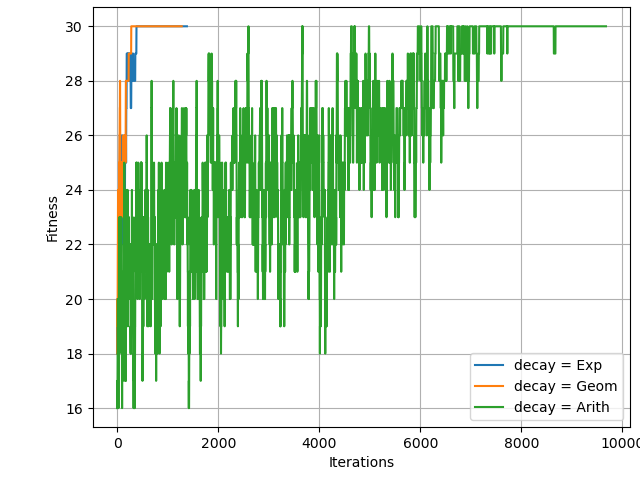 30
28
26
24
22
20
18
16
Fitness
decay = Exp
decay = Geom
decay = Arith
0 2000 4000 6000 8000 10000
Iterations